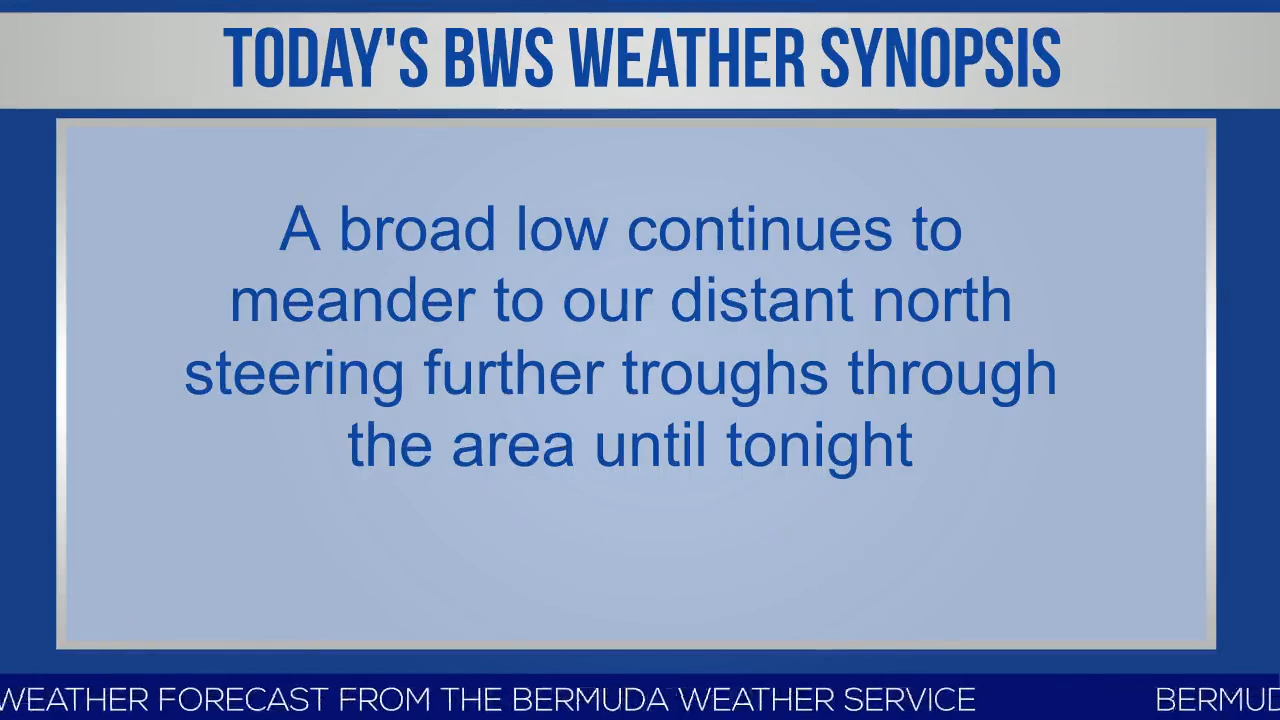 TODAY'S BWS WEATHER SYNOPSIS
A broad low continues to
meander to our distant north
steering further troughs through
the area until tonight
WEATHER FORECAST FROM THE BERMUDA WEATHER SERVICE BERMUD